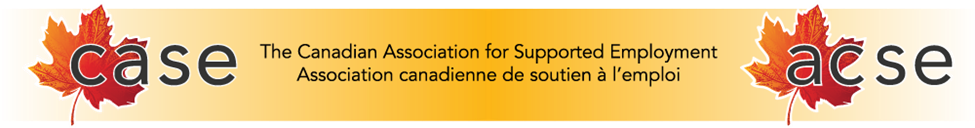 case
The Canadian Association for Supported Employment
Association canadienne de soutien à l'emploi
acse